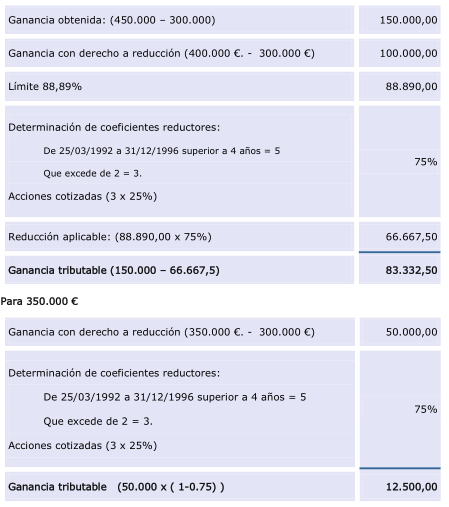 Ganancia obtenida: (450.000 – 300.000) 150.000,00
Ganancia con derecho a reducción (400.000 €. - 300.000 €) 100.000,00
Límite 88,89% 88.890,00
Determinación de coeficientes reductores:
De 25/03/1992 a 31/12/1996 superior a 4 años = 5
75%
Que excede de 2 = 3.
Acciones cotizadas (3 x 25%)
Reducción aplicable: (88.890,00 x 75%) 66.667,50
Ganancia tributable (150.000 – 66.667,5) 83.332,50
Para 350.000 €
Ganancia con derecho a reducción (350.000 €. - 300.000 €) 50.000,00
Determinación de coeficientes reductores:
De 25/03/1992 a 31/12/1996 superior a 4 años = 5
75%
Que excede de 2 = 3.
Acciones cotizadas (3 x 25%)
Ganancia tributable (50.000 x ( 1-0.75) ) 12.500,00